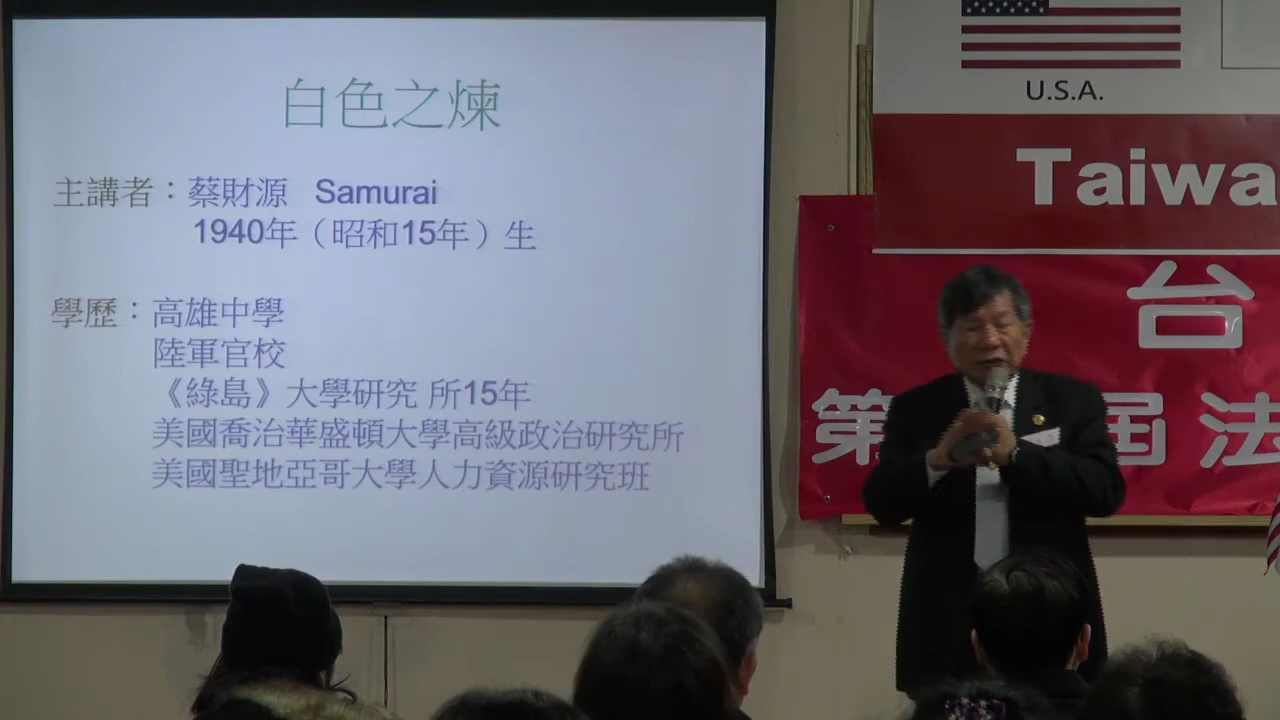 白色之煉
主講者：蔡財源 Samurai
1940年（昭和15年）生
學歷：高雄中學
陸軍官校
《綠島》大學研究 所15年
美國喬治華盛頓大學高級政治研究所
美國聖地亞哥大學人力資源研究班
U.S.A.
Taiwa
台
第 屆 法